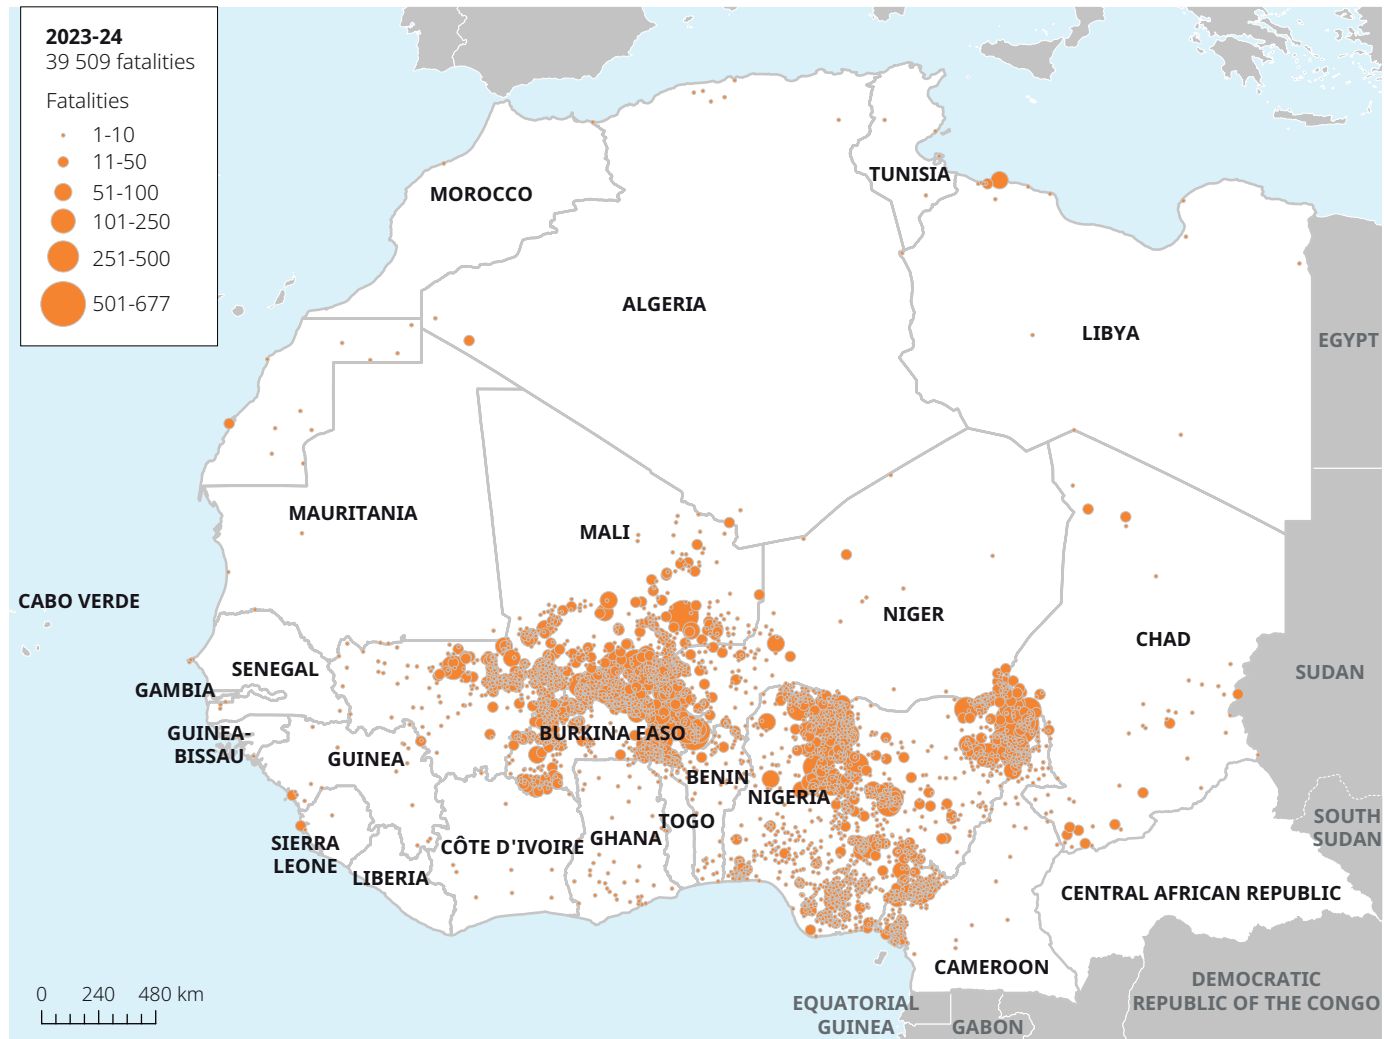 2023-24
39 509 fatalities
Fatalities
1-10
11-50
51-100
101-250
251-500
501-677
TUNISIA
MOROCCO
ALGERIA
LIBYA
EGYPT
MAURITANIA
MALI
CABO VERDE
NIGER
CHAD
SENEGAL
SUDAN
GAMBIA
GUINEA-
BISSAU
BURKINA FASO
GUINEA
BENIN
NIGERIA
TOGO
SOUTH
SUDAN
GHANA
CÔTE D'IVOIRE
SIERRA
LEONE
LIBERIA
CENTRAL AFRICAN REPUBLIC
CAMEROON
DEMOCRATIC
REPUBLIC OF THE CONGO
EQUATORIAL
GUINEA
GABON
0 240 480 km